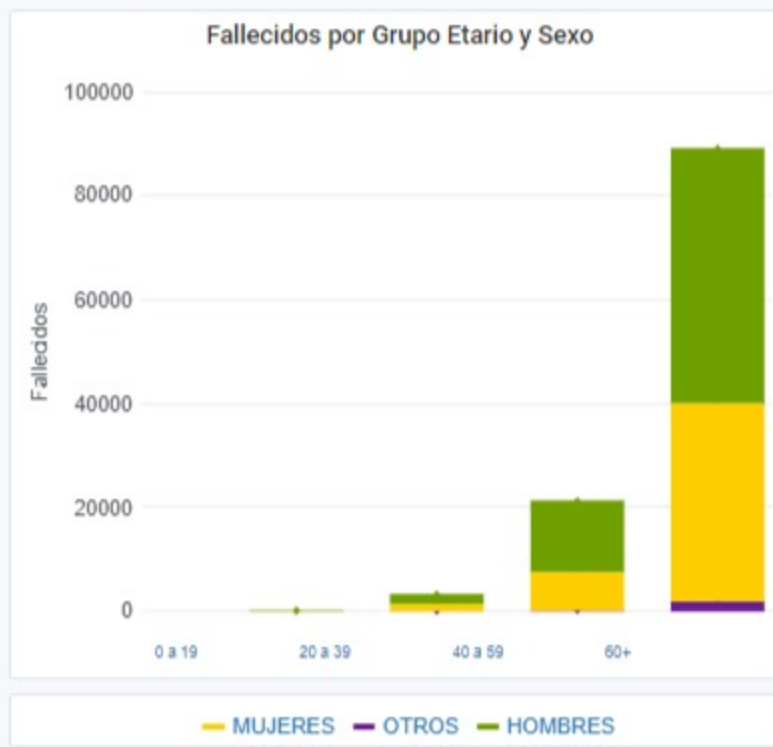 Fallecidos por Grupo Etario y Sexo
100000
80000
60000
40000
20000
0
Fallecidos
0 a 19
20 a 39
40 a 59
60+
MUJERES
OTROS
HOMBRES